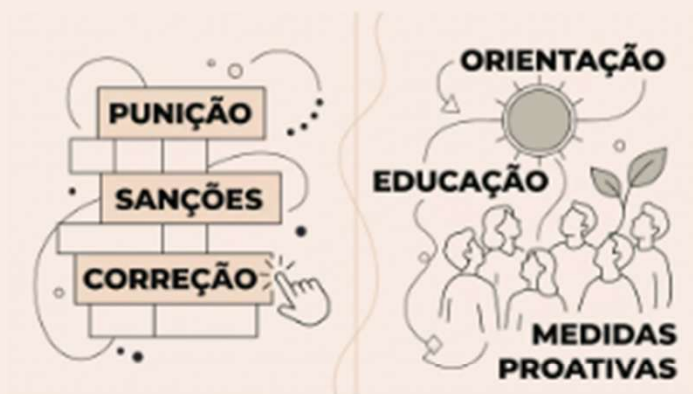 PUNIÇÃO
SANÇÕES
CORREÇÃO
ORIENTAÇÃO
EDUCAÇÃO
MEDIDAS
PROATIVAS